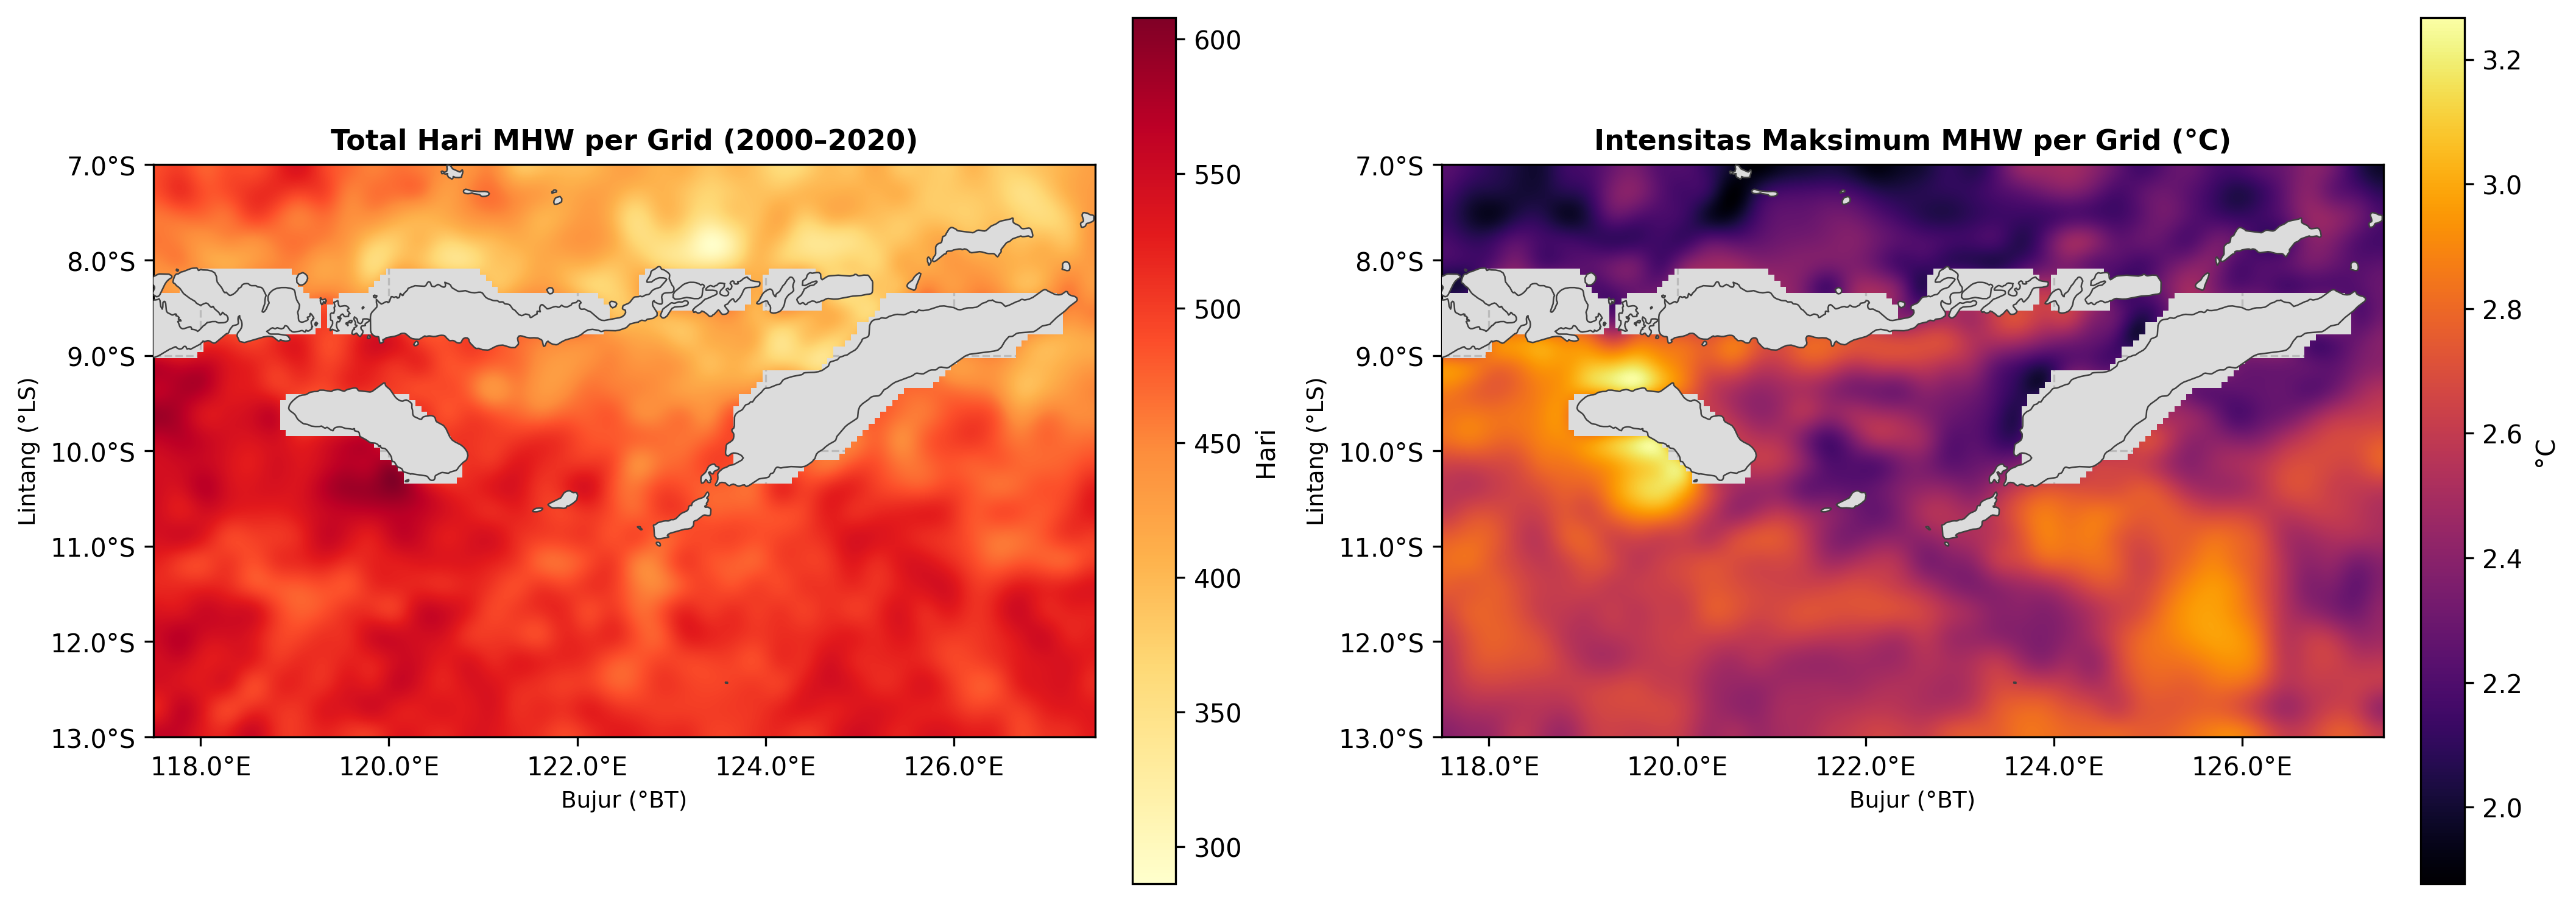 Total Hari MHW per Grid (2000–2020)
7.0°S
8.0°S
9.0°S
10.0°S
11.0°S
12.0°S
13.0°S
Lintang (°LS)
118.0°E 120.0°E 122.0°E 124.0°E 126.0°E
Bujur (°BT)
600
550
500
450
400
350
300
Hari
Intensitas Maksimum MHW per Grid (°C)
7.0°S
8.0°S
9.0°S
10.0°S
11.0°S
12.0°S
13.0°S
Lintang (°LS)
118.0°E 120.0°E 122.0°E 124.0°E 126.0°E
Bujur (°BT)
3.2
3.0
2.8
2.6
2.4
2.2
2.0
°C